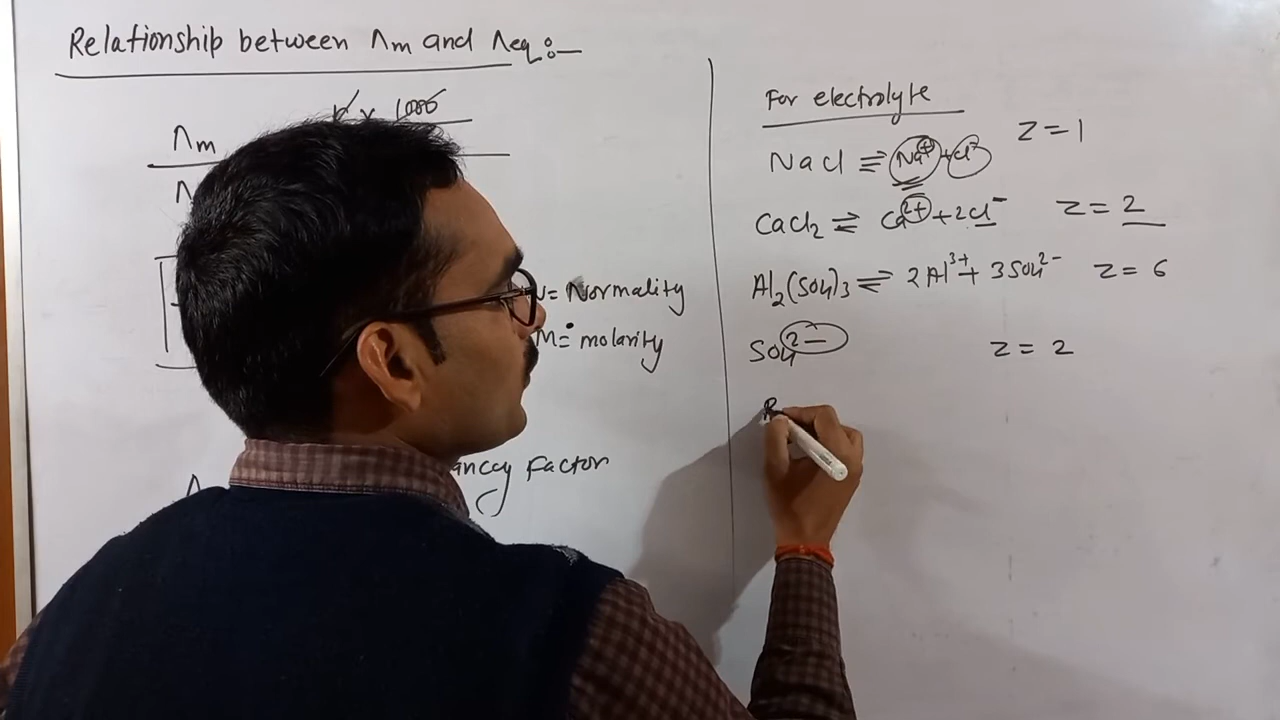 Relationship between Λm and Λeq :—
K × 1000
Λm
N = Normality
M = molarity
Factor
For electrolyte
NaCl ⇌ Na⁺ + Cl⁻ Z = 1
CaCl₂ ⇌ Ca²⁺ + 2Cl⁻ Z = 2
Al₂(SO₄)₃ ⇌ 2Al³⁺ + 3SO₄²⁻ Z = 6
SO₄²⁻ Z = 2